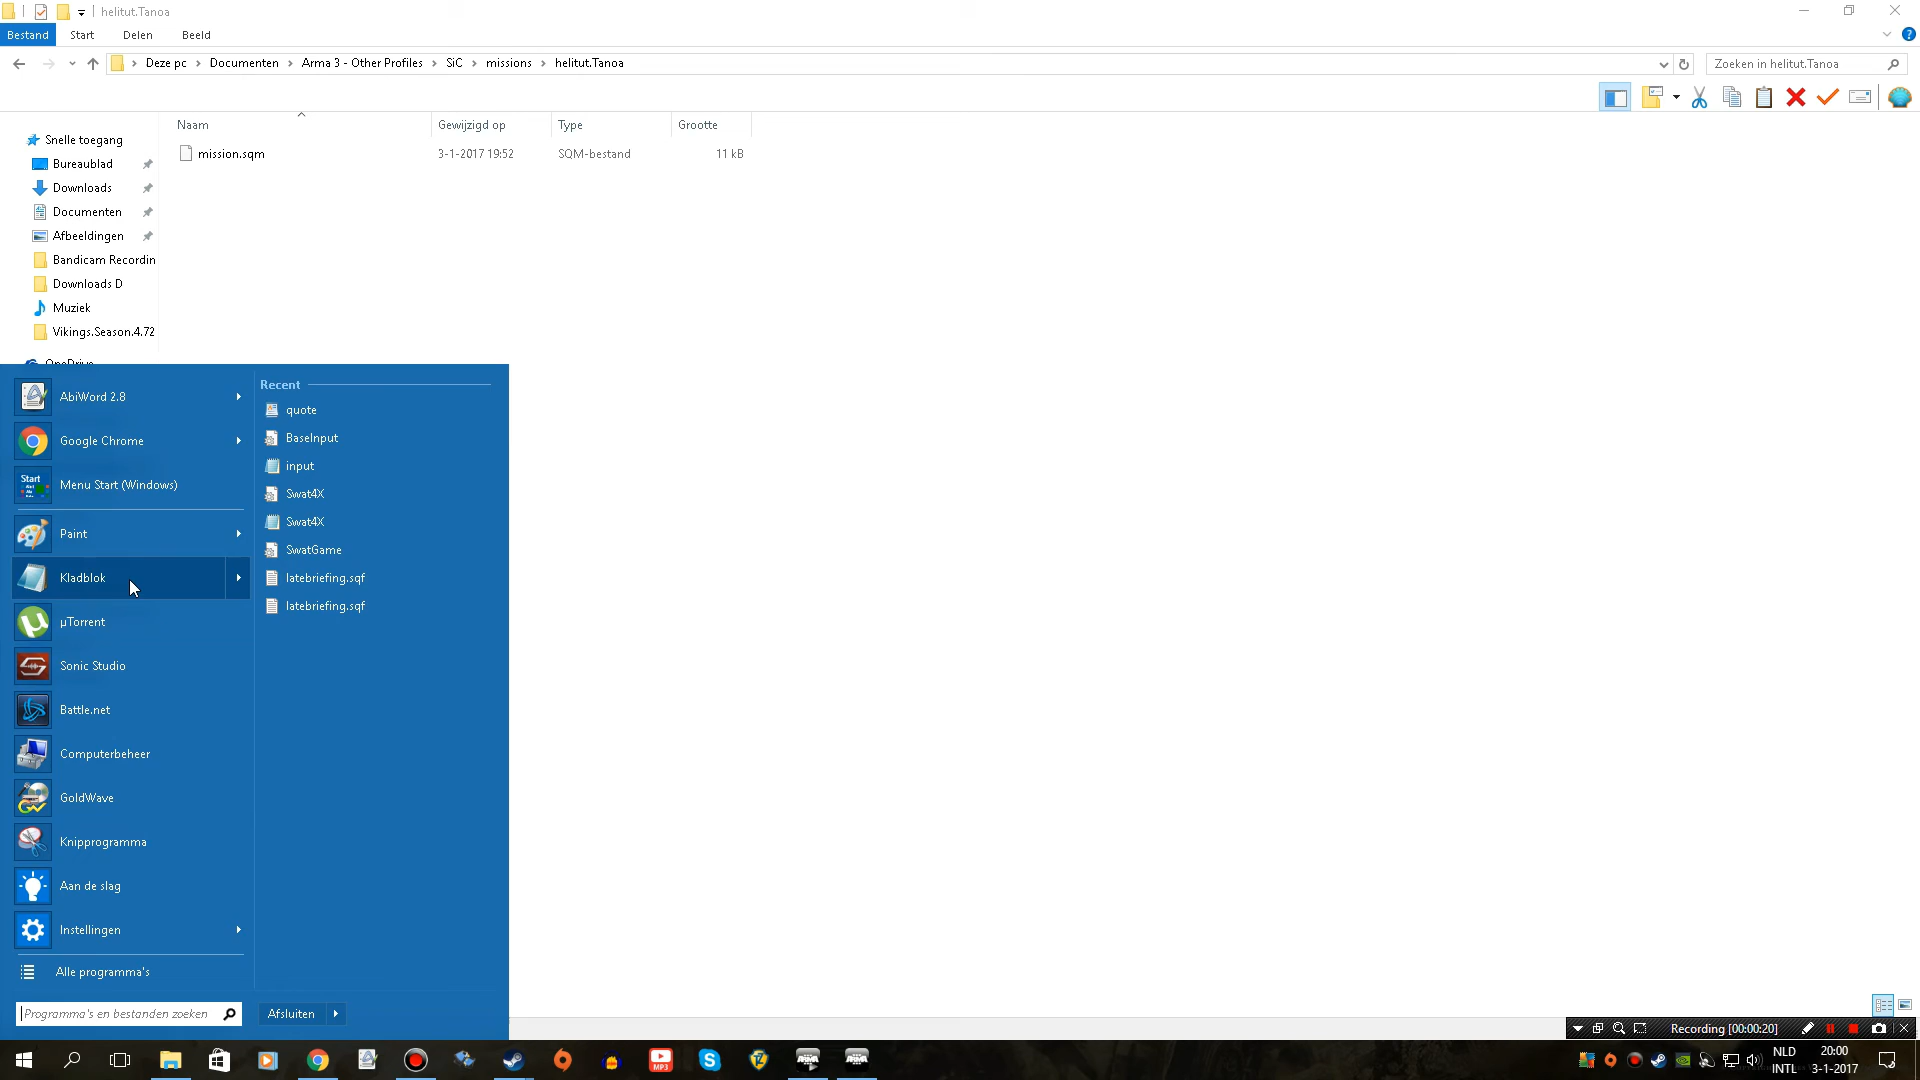 helitut.Tanoa
Bestand Start Delen Beeld
Deze pc Documenten Arma 3 - Other Profiles SiC missions helitut.Tanoa
Zoeken in helitut.Tanoa
Naam Gewijzigd op Type Grootte
mission.sqm 3-1-2017 19:52 SQM-bestand 11 kB
Snelle toegang
Bureaublad
Downloads
Documenten
Afbeeldingen
Bandicam Recordin
Downloads D
Muziek
Vikings.Season.4.72
OneDrive
AbiWord 2.8
Google Chrome
Start
Menu Start (Windows)
Paint
Kladblok
µTorrent
Sonic Studio
Battle.net
Computerbeheer
GoldWave
Knipprogramma
Aan de slag
Instellingen
Alle programma's
Programma's en bestanden zoeken
Recent
quote
BaseInput
input
Swat4X
Swat4X
SwatGame
latebriefing.sqf
latebriefing.sqf
Afsluiten
Recording [00:00:20]
MP3
NLD
INTL
20:00
3-1-2017